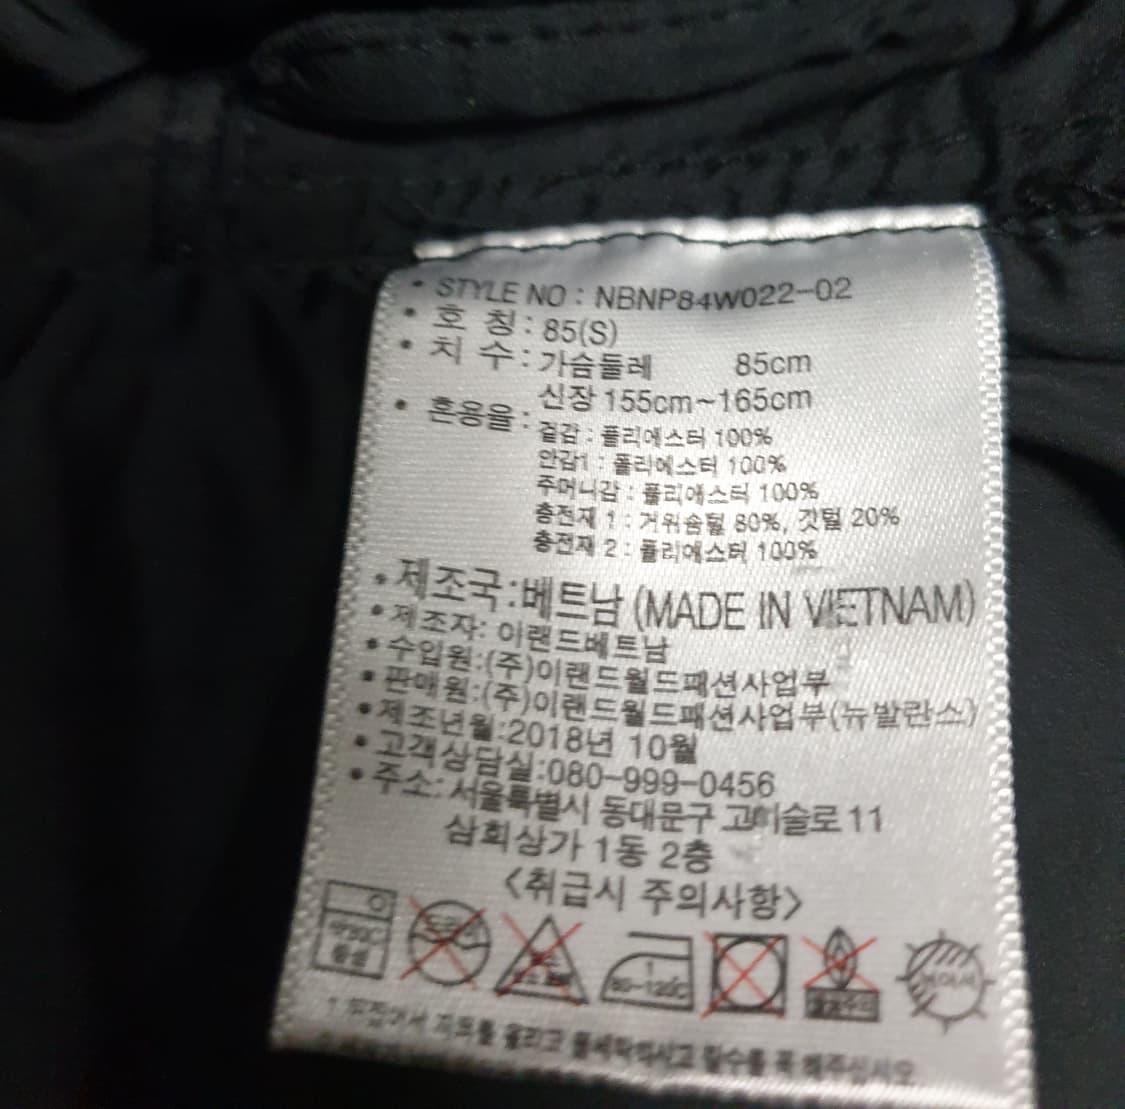 • STYLE NO : NBNP84W022-02
• 호 칭 : 85(S)
• 치 수 : 가슴둘레 85cm
신장 155cm~165cm
• 혼용율 : 겉감 : 폴리에스터 100%
안감1 : 폴리에스터 100%
주머니감 : 폴리에스터 100%
충전재 1 : 거위솜털 80%, 깃털 20%
충전재 2 : 폴리에스터 100%
• 제조국 : 베트남 (MADE IN VIETNAM)
• 제조자: 이랜드베트남
• 수입원:(주)이랜드월드패션사업부
• 판매원:(주)이랜드월드패션사업부(뉴발란스)
• 제조년월:2018년 10월
• 고객상담실:080-999-0456
• 주소: 서울특별시 동대문구 고미술로 11
삼희상가 1동 2층
<취급시 주의사항>
드라이
80~120℃
뉘어서